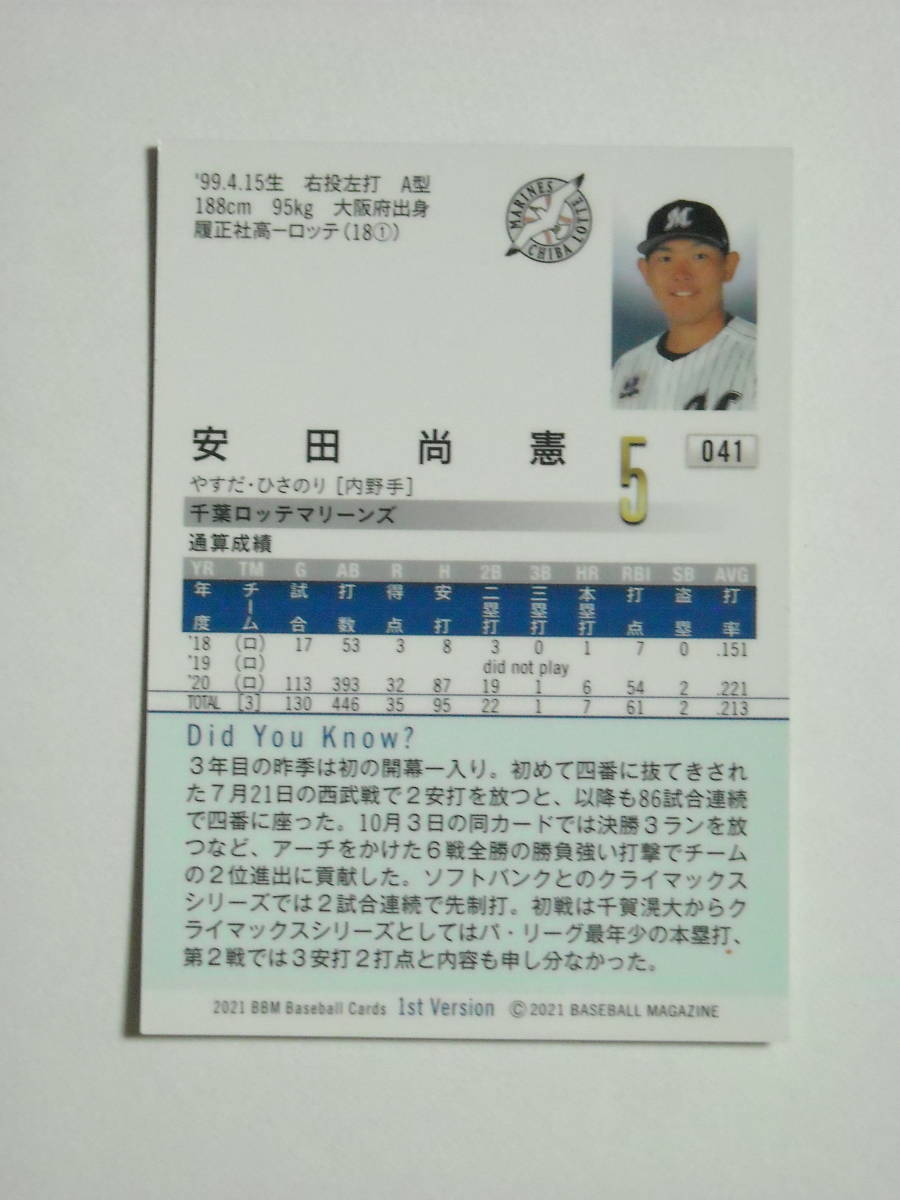 '99.4.15生 右投左打 A型
188cm 95kg 大阪府出身
履正社高ーロッテ(18①)
MARINES
CHIBA LOTTE
M
安田尚憲
5
041
やすだ・ひさのり [内野手]
千葉ロッテマリーンズ
通算成績
YR TM G AB R H 2B 3B HR RBI SB AVG
年度 チーム 試合 打数 得点 安打 二塁打 三塁打 本塁打 打点 盗塁 打率
'18 (ロ) 17 53 3 8 3 0 1 7 0 .151
'19 (ロ) did not play
'20 (ロ) 113 393 32 87 19 1 6 54 2 .221
TOTAL [3] 130 446 35 95 22 1 7 61 2 .213
Did You Know?
3年目の昨季は初の開幕一入り。初めて四番に抜てきされ
た7月21日の西武戦で2安打を放つと、以降も86試合連続
で四番に座った。10月3日の同カードでは決勝3ランを放
つなど、アーチをかけた6戦全勝の勝負強い打撃でチーム
の2位進出に貢献した。ソフトバンクとのクライマックス
シリーズでは2試合連続で先制打。初戦は千賀滉大からク
ライマックスシリーズとしてはパ・リーグ最年少の本塁打、
第2戦では3安打2打点と内容も申し分なかった。
2021 BBM Baseball Cards 1st Version ©2021 BASEBALL MAGAZINE